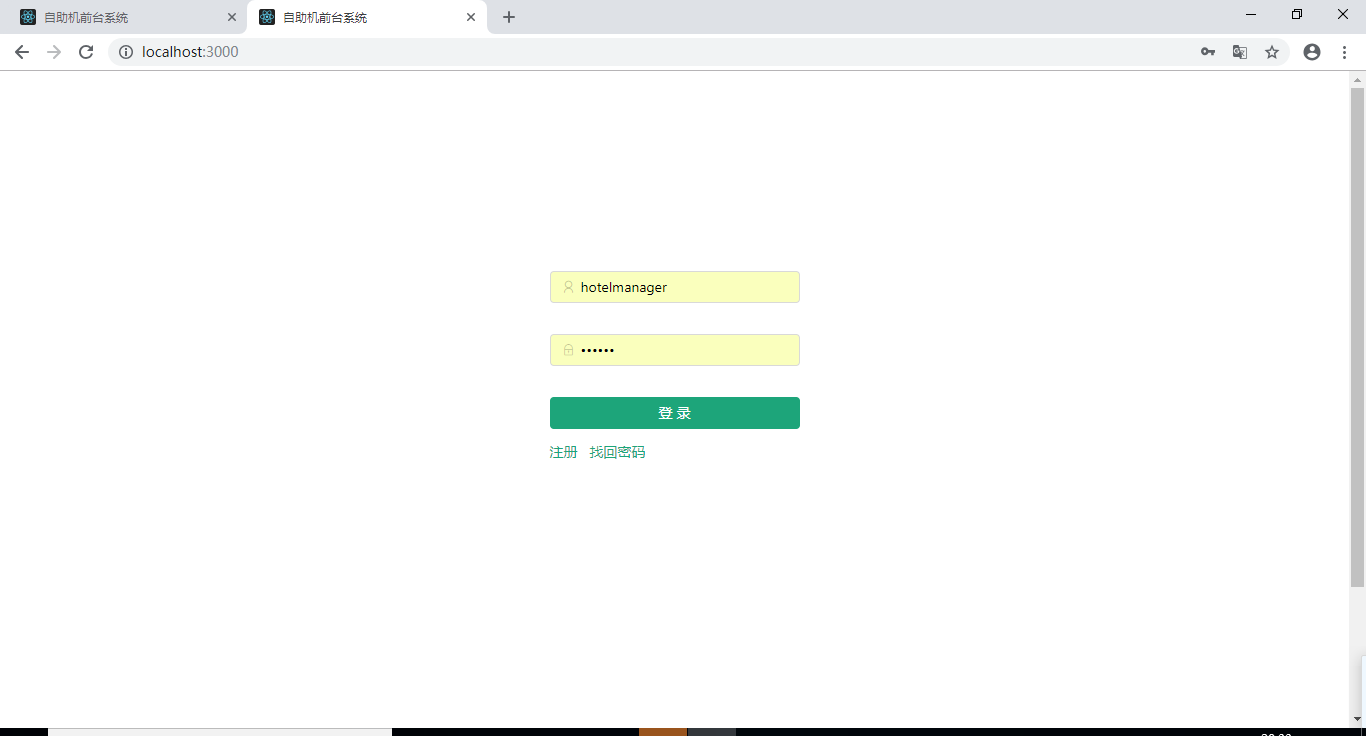 自助机前台系统
自助机前台系统
localhost:3000
hotelmanager
••••••
登 录
注册 找回密码